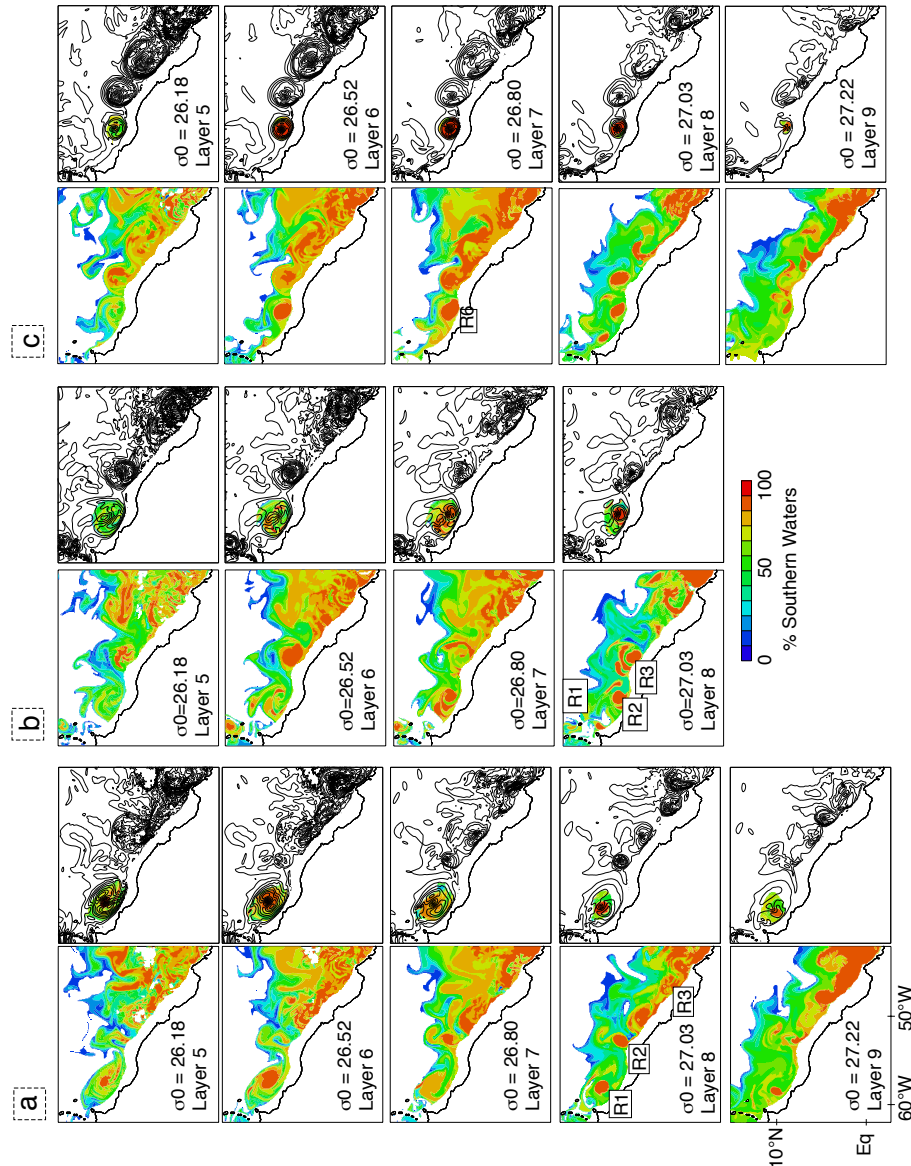 a
σ0 = 26.18
Layer 5
σ0 = 26.52
Layer 6
σ0 = 26.80
Layer 7
R1
R2
R3
σ0 = 27.03
Layer 8
σ0 = 27.22
Layer 9
10°N
Eq
60°W
50°W
b
σ0=26.18
Layer 5
σ0=26.52
Layer 6
σ0=26.80
Layer 7
R1
R2
R3
σ0=27.03
Layer 8
0
50
100
% Southern Waters
c
σ0 = 26.18
Layer 5
σ0 = 26.52
Layer 6
R6
σ0 = 26.80
Layer 7
σ0 = 27.03
Layer 8
σ0 = 27.22
Layer 9